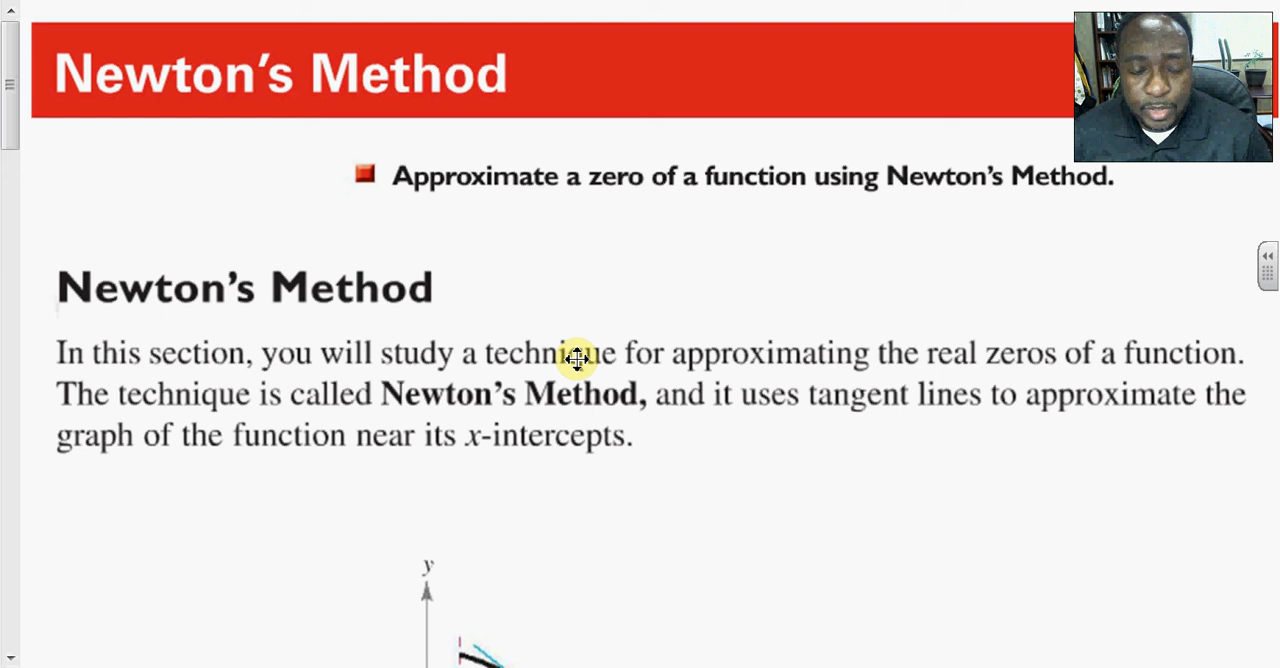 Newton's Method
Approximate a zero of a function using Newton's Method.
Newton's Method
In this section, you will study a technique for approximating the real zeros of a function.
The technique is called Newton's Method, and it uses tangent lines to approximate the
graph of the function near its x-intercepts.
y